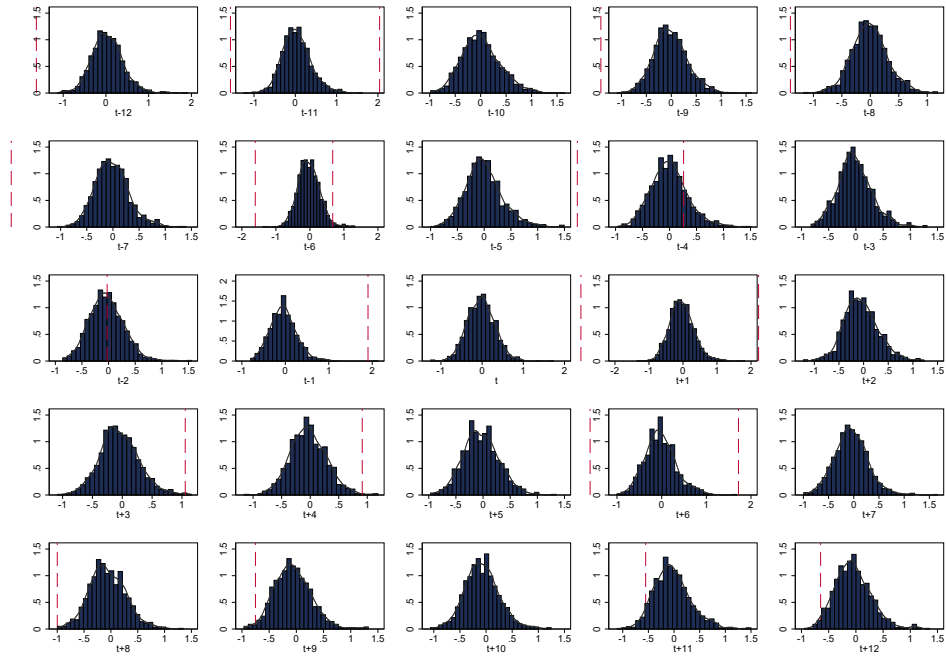 0 .5 1 1.5
-1 0 1 2
t-12
0 .5 1 1.5
-1 0 1 2
t-11
0 .5 1 1.5
-1 -.5 0 .5 1 1.5
t-10
0 .5 1 1.5
-1 -.5 0 .5 1 1.5
t-9
0 .5 1 1.5
-1 -.5 0 .5 1
t-8
0 .5 1 1.5
-1 -.5 0 .5 1 1.5
t-7
0 .5 1 1.5
-2 -1 0 1 2
t-6
0 .5 1 1.5
-1 -.5 0 .5 1 1.5
t-5
0 .5 1 1.5
-1 -.5 0 .5 1 1.5
t-4
0 .5 1 1.5
-1 -.5 0 .5 1 1.5
t-3
0 .5 1 1.5
-1 -.5 0 .5 1 1.5
t-2
0 .5 1 1.5 2
-1 0 1 2
t-1
0 .5 1 1.5
-1 0 1 2
t
0 .5 1 1.5
-2 -1 0 1 2
t+1
0 .5 1 1.5
-1 -.5 0 .5 1 1.5
t+2
0 .5 1 1.5
-1 -.5 0 .5 1
t+3
0 .5 1 1.5
-1 -.5 0 .5 1
t+4
0 .5 1 1.5
-1 -.5 0 .5 1 1.5
t+5
0 .5 1 1.5
-1 0 1 2
t+6
0 .5 1 1.5
-1 -.5 0 .5 1 1.5
t+7
0 .5 1 1.5
-1 -.5 0 .5 1 1.5
t+8
0 .5 1 1.5
-1 -.5 0 .5 1 1.5
t+9
0 .5 1 1.5
-1 -.5 0 .5 1 1.5
t+10
0 .5 1 1.5
-1 -.5 0 .5 1 1.5
t+11
0 .5 1 1.5
-1 -.5 0 .5 1 1.5
t+12